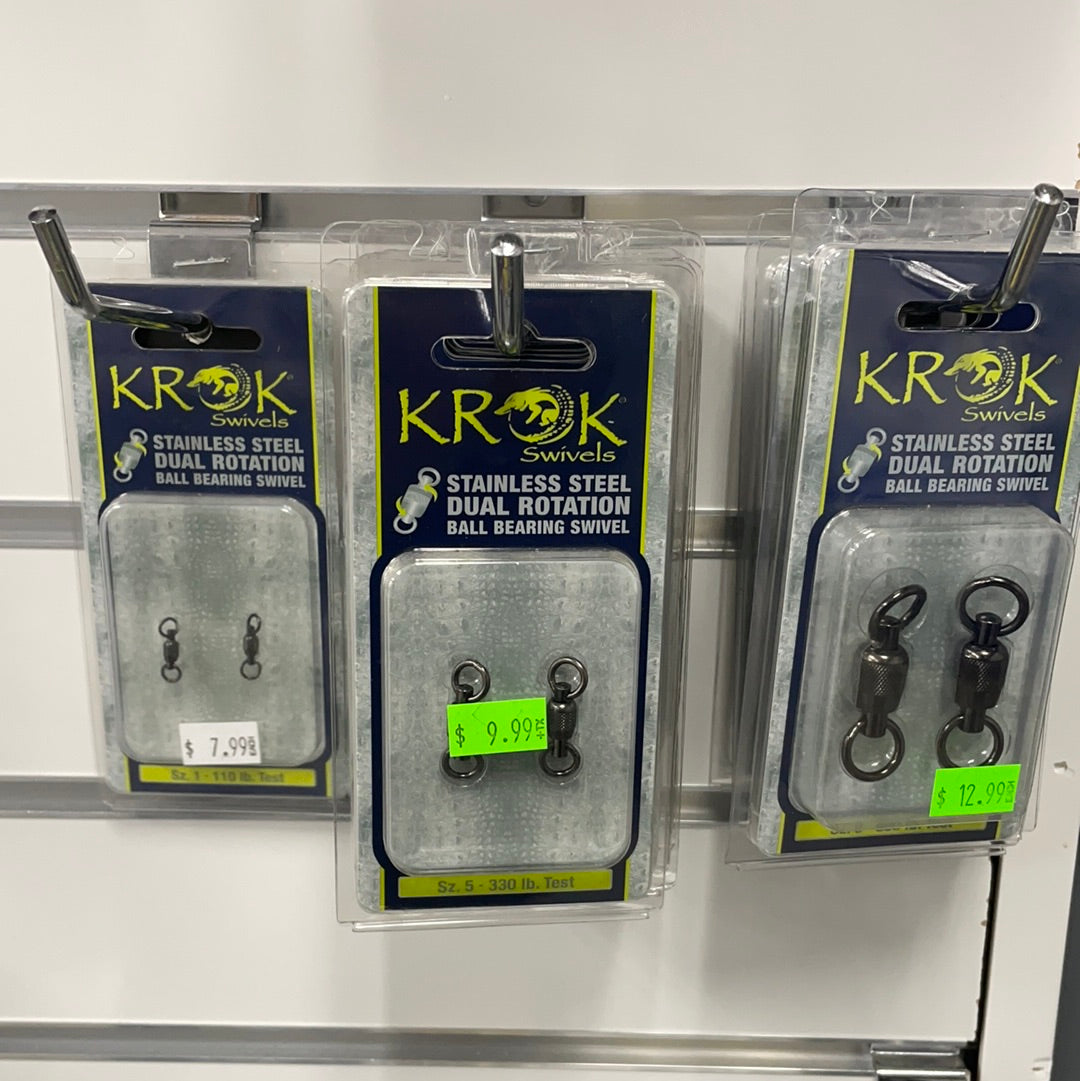 KROK
Swivels
STAINLESS STEEL
DUAL ROTATION
BALL BEARING SWIVEL
$ 7.99
Sz. 1 - 110 lb. Test
KROK
Swivels
STAINLESS STEEL
DUAL ROTATION
BALL BEARING SWIVEL
$ 9.99
Sz. 5 - 330 lb. Test
KROK
Swivels
STAINLESS STEEL
DUAL ROTATION
BALL BEARING SWIVEL
$ 12.99